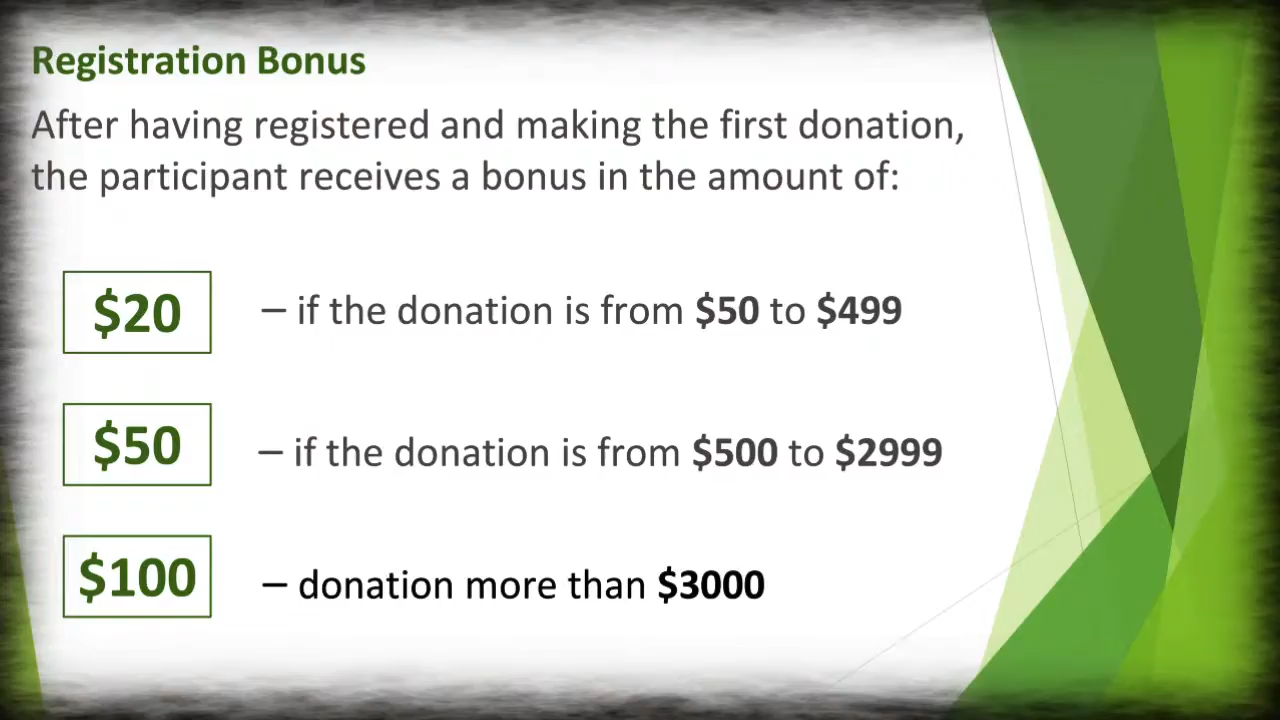 Registration Bonus
After having registered and making the first donation,
the participant receives a bonus in the amount of:
$20 – if the donation is from $50 to $499
$50 – if the donation is from $500 to $2999
$100 – donation more than $3000